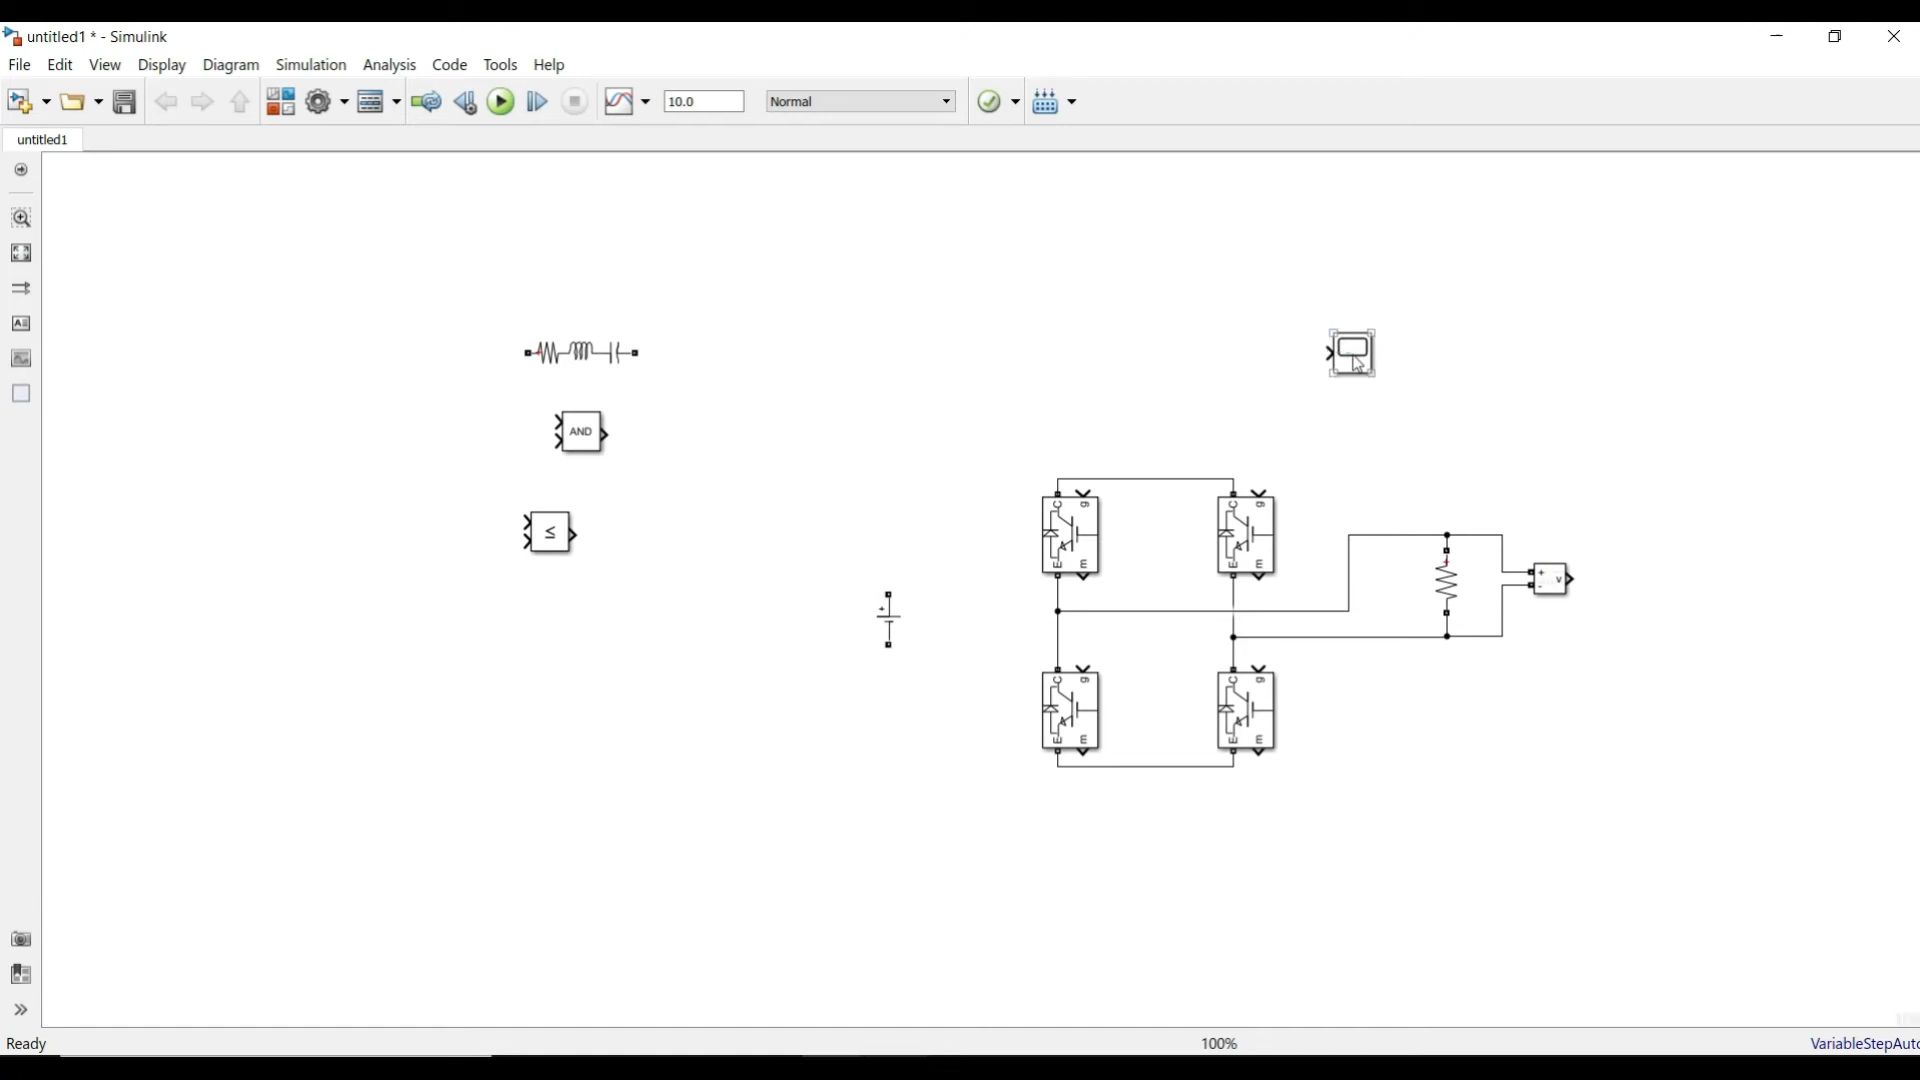 untitled1 * - Simulink
File Edit View Display Diagram Simulation Analysis Code Tools Help
10.0 Normal
untitled1
AND
≤
C g E m
C g E m
+ - v
+
C g E m
C g E m
Ready 100% VariableStepAuto